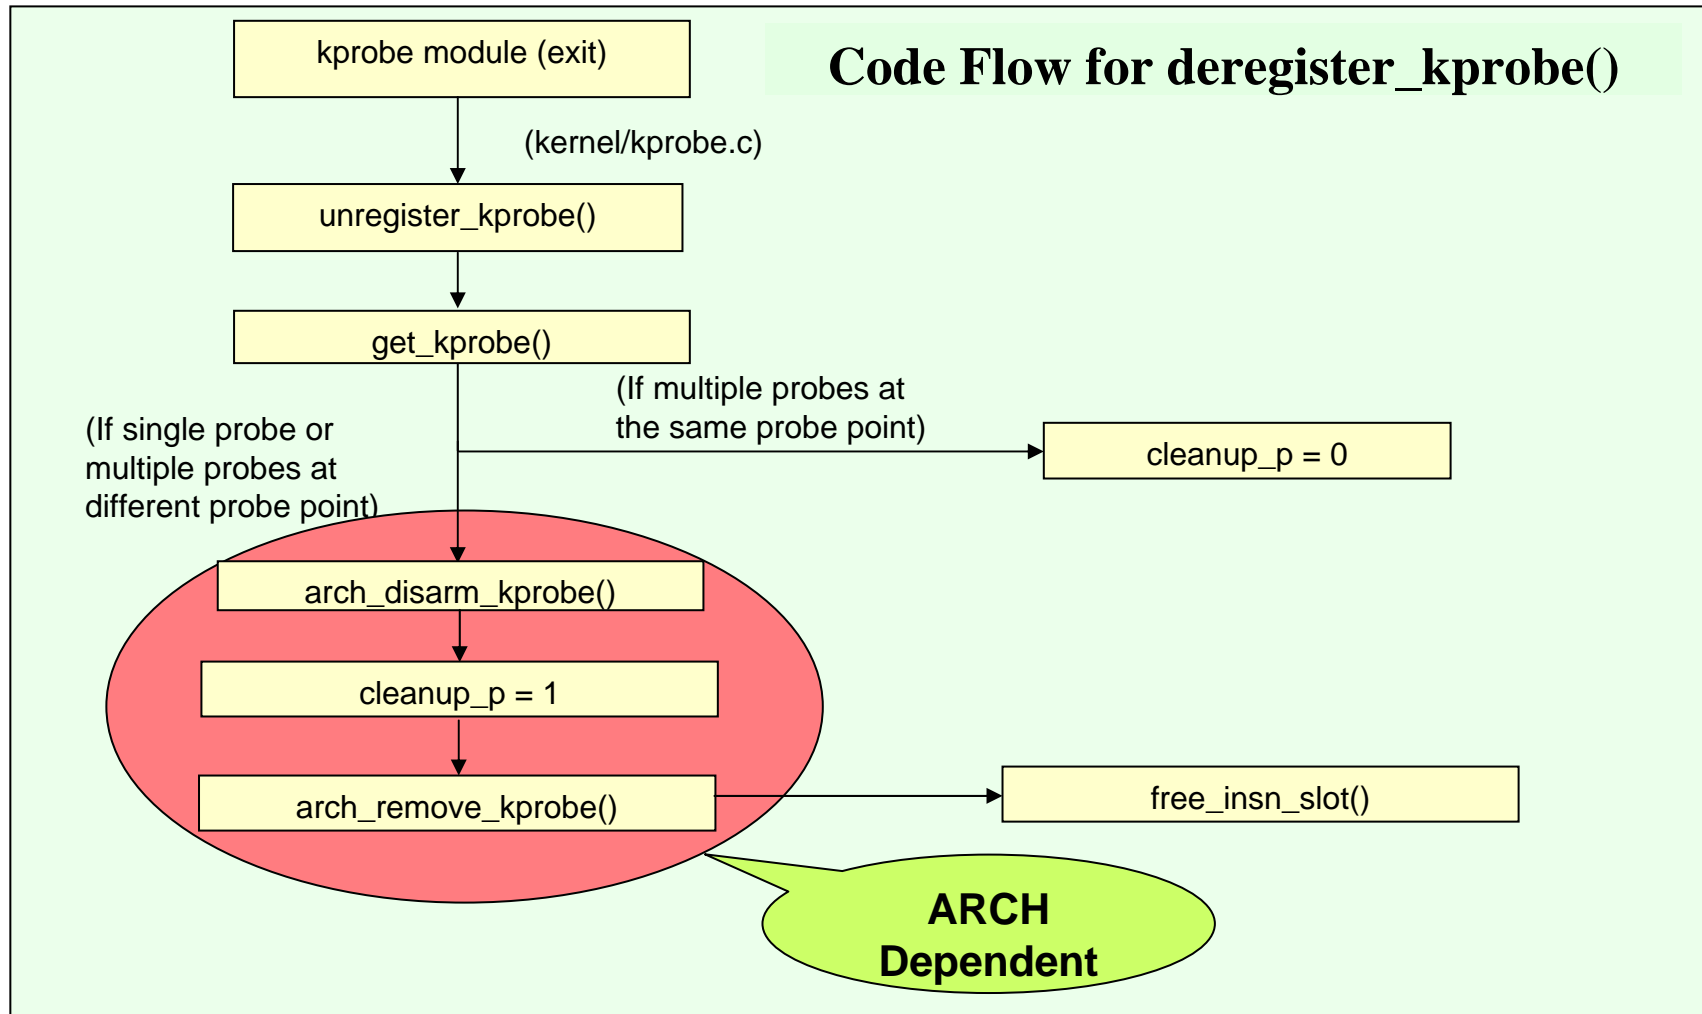 kprobe module (exit)
Code Flow for deregister_kprobe()
(kernel/kprobe.c)
unregister_kprobe()
get_kprobe()
(If multiple probes at
the same probe point)
(If single probe or
multiple probes at
different probe point)
cleanup_p = 0
arch_disarm_kprobe()
cleanup_p = 1
arch_remove_kprobe()
free_insn_slot()
ARCH
Dependent